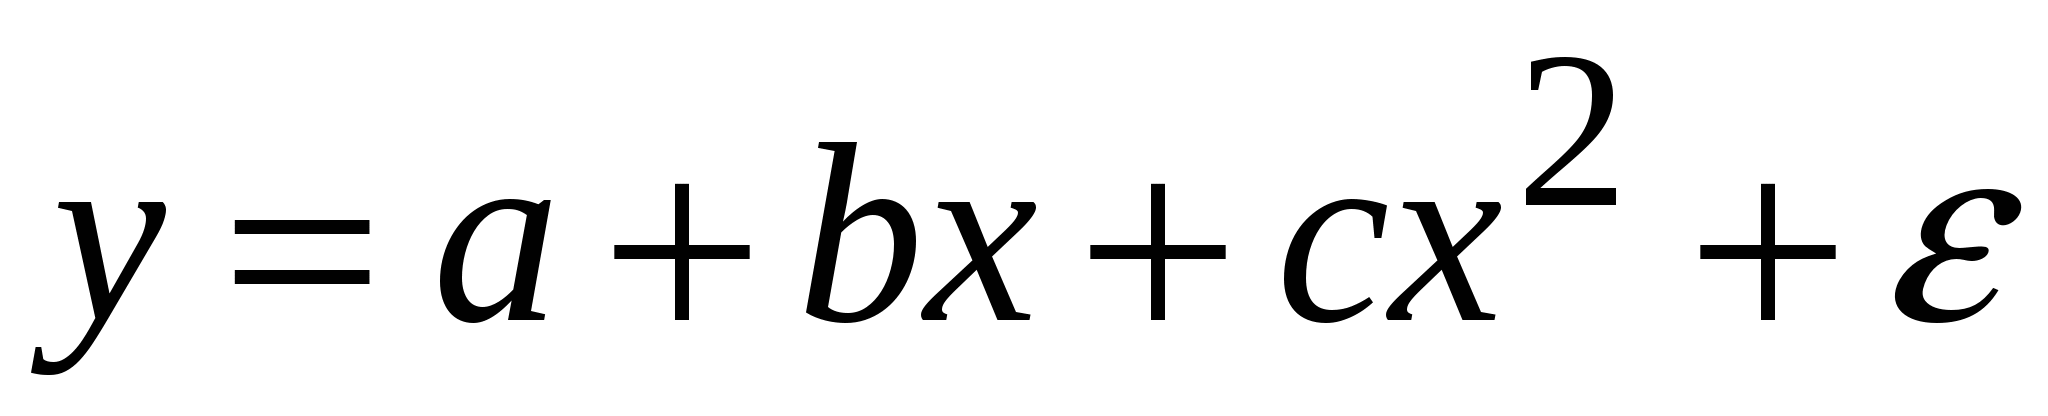 y = a + bx + cx² + ε